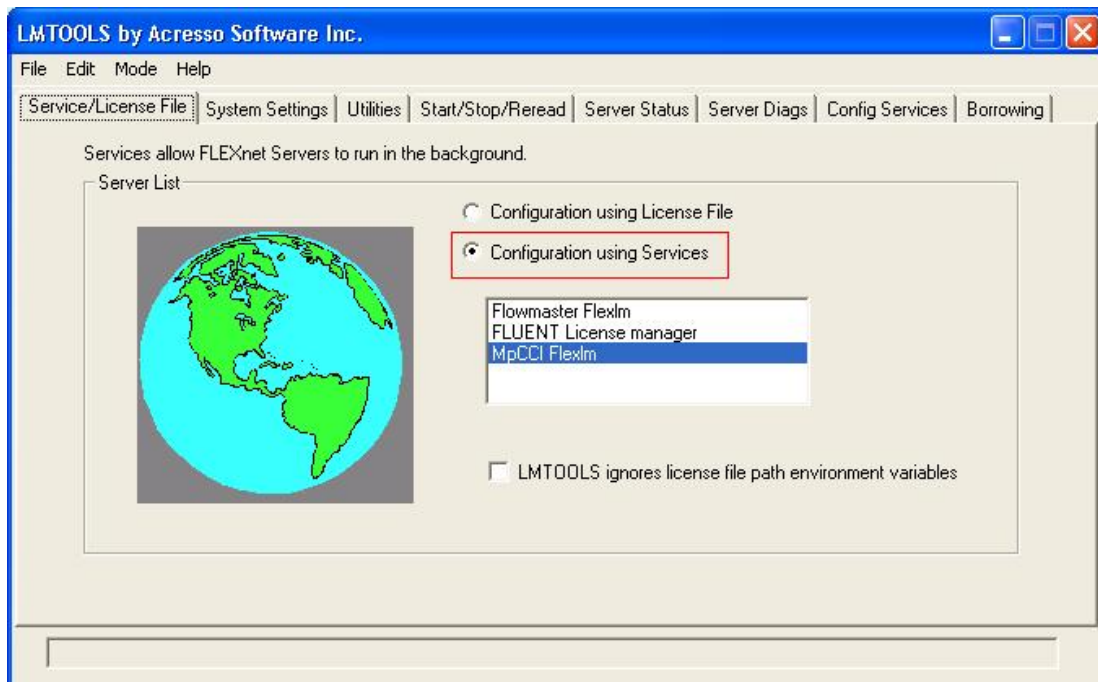 LMTOOLS by Acresso Software Inc.
File Edit Mode Help
Service/License File System Settings Utilities Start/Stop/Reread Server Status Server Diags Config Services Borrowing
Services allow FLEXnet Servers to run in the background.
Server List
Configuration using License File
Configuration using Services
Flowmaster Flexlm
FLUENT License manager
MpCCI Flexlm
LMTOOLS ignores license file path environment variables